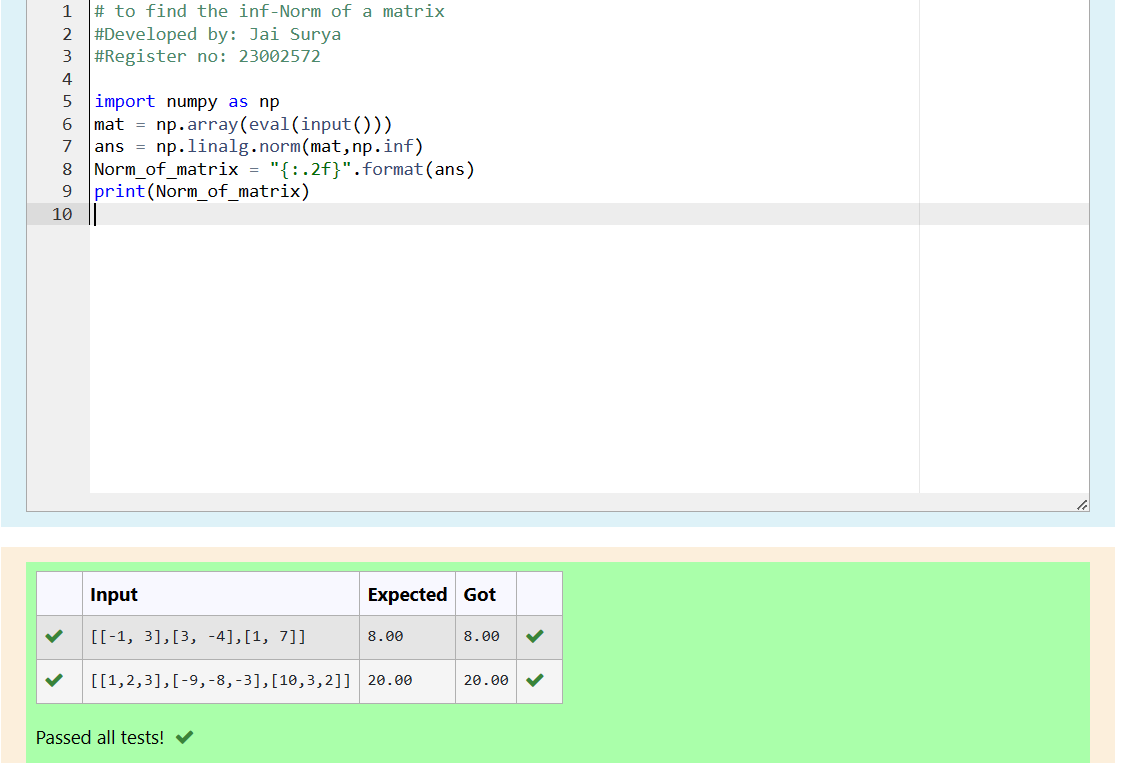 1 # to find the inf-Norm of a matrix
2 #Developed by: Jai Surya
3 #Register no: 23002572
4
5 import numpy as np
6 mat = np.array(eval(input()))
7 ans = np.linalg.norm(mat,np.inf)
8 Norm_of_matrix = "{:.2f}".format(ans)
9 print(Norm_of_matrix)
10
Input Expected Got
[[-1, 3],[3, -4],[1, 7]] 8.00 8.00
[[1,2,3],[-9,-8,-3],[10,3,2]] 20.00 20.00
Passed all tests!